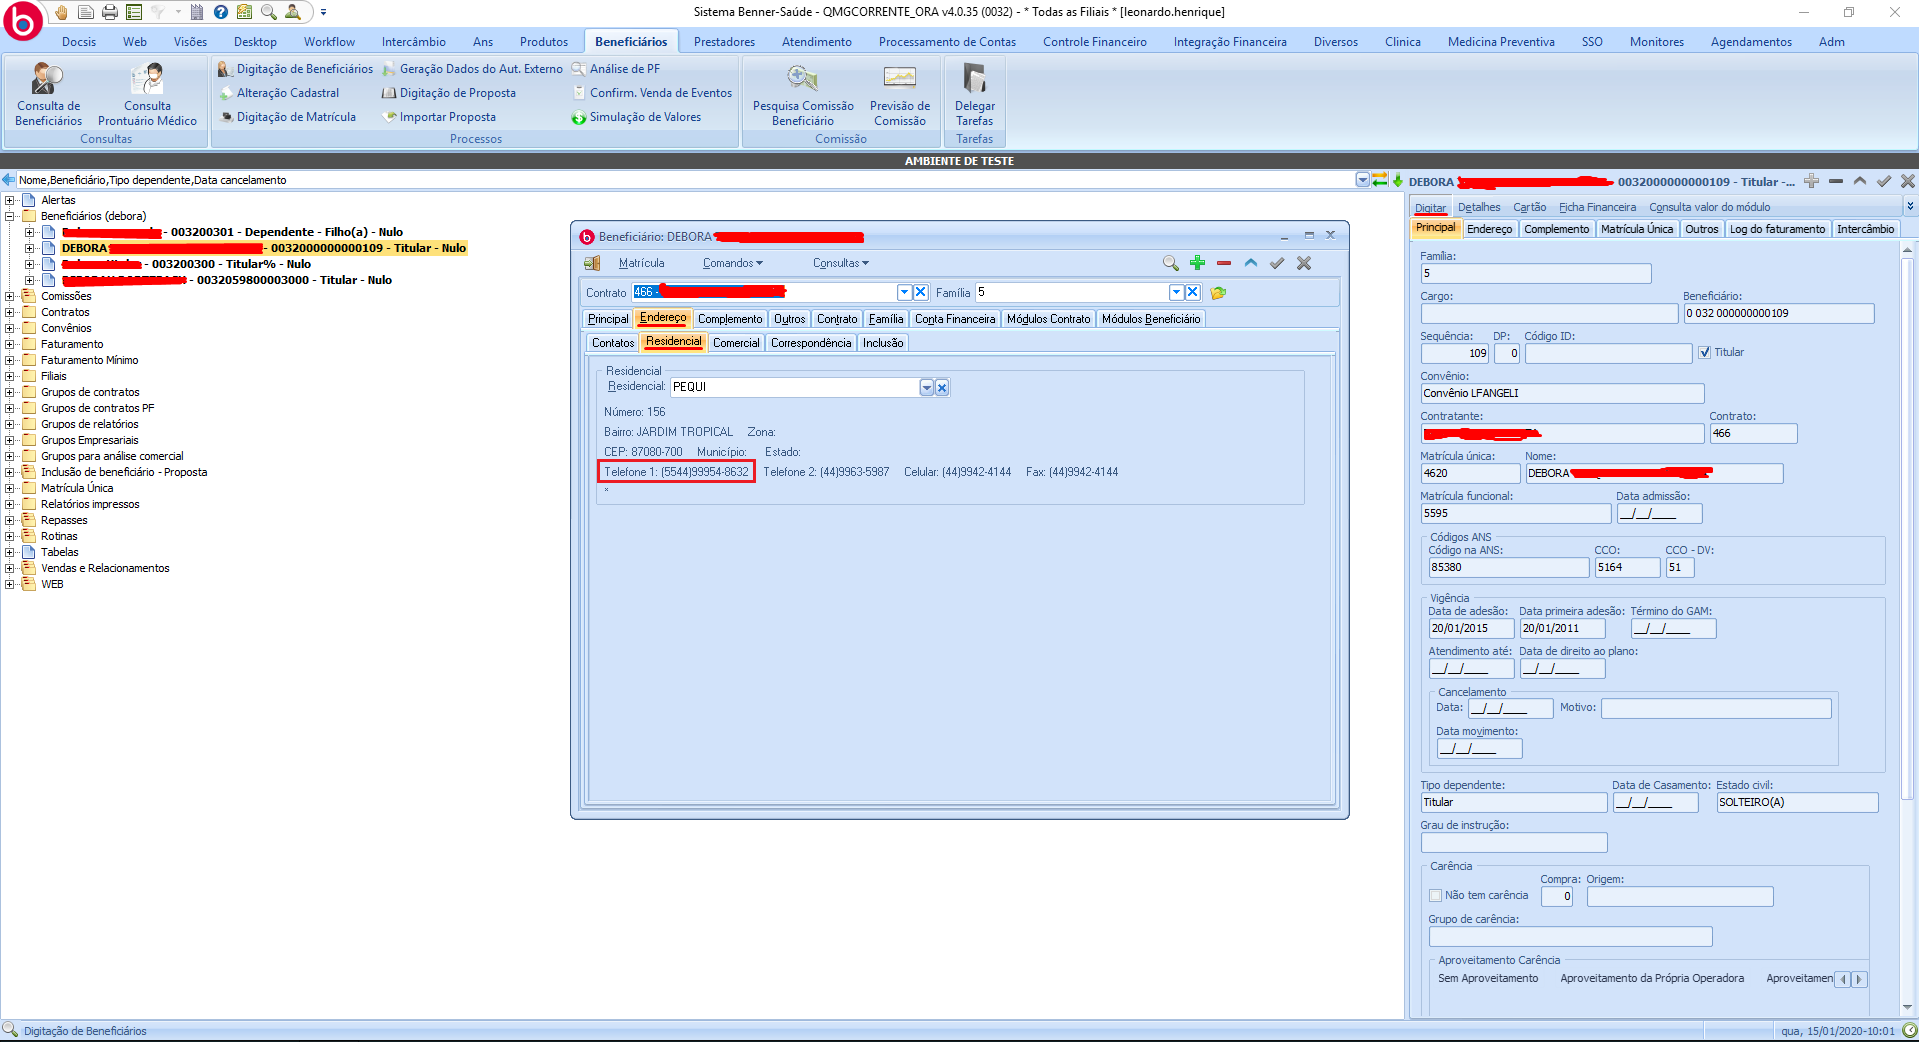 Sistema Benner-Saúde - QMGCORRENTE_ORA v4.0.35 (0032) - * Todas as Filiais * [leonardo.henrique]
Docsis Web Visões Desktop Workflow Intercâmbio Ans Produtos Beneficiários Prestadores Atendimento Processamento de Contas Controle Financeiro Integração Financeira Diversos Clinica Medicina Preventiva SSO Monitores Agendamentos Adm
Consulta de Beneficiários
Consulta Prontuário Médico
Consultas
Digitação de Beneficiários
Alteração Cadastral
Digitação de Matrícula
Geração Dados do Aut. Externo
Digitação de Proposta
Importar Proposta
Análise de PF
Confirm. Venda de Eventos
Simulação de Valores
Processos
Pesquisa Comissão Beneficiário
Previsão de Comissão
Comissão
Delegar Tarefas
Tarefas
AMBIENTE DE TESTE
Nome,Beneficiário,Tipo dependente,Data cancelamento
Alertas
Beneficiários (debora)
- 003200301 - Dependente - Filho(a) - Nulo
DEBORA - 0032000000000109 - Titular - Nulo
- 003200300 - Titular% - Nulo
- 0032059800003000 - Titular - Nulo
Comissões
Contratos
Convênios
Faturamento
Faturamento Mínimo
Filiais
Grupos de contratos
Grupos de contratos PF
Grupos de relatórios
Grupos Empresariais
Grupos para análise comercial
Inclusão de beneficiário - Proposta
Matrícula Única
Relatórios impressos
Repasses
Rotinas
Tabelas
Vendas e Relacionamentos
WEB
Beneficiário: DEBORA
Matrícula Comandos Consultas
Contrato 466 - Família 5
Principal Endereço Complemento Outros Contrato Família Conta Financeira Módulos Contrato Módulos Beneficiário
Contatos Residencial Comercial Correspondência Inclusão
Residencial
Residencial: PEQUI
Número: 156
Bairro: JARDIM TROPICAL Zona:
CEP: 87080-700 Município: Estado:
Telefone 1: (5544)99954-8632 Telefone 2: (44)9963-5987 Celular: (44)9942-4144 Fax: (44)9942-4144
*
DEBORA 0032000000000109 - Titular -...
Digitar Detalhes Cartão Ficha Financeira Consulta valor do módulo
Principal Endereço Complemento Matrícula Única Outros Log do faturamento Intercâmbio
Família:
5
Cargo: Beneficiário:
0 032 000000000109
Sequência: DP: Código ID:
109 0 Titular
Convênio:
Convênio LFANGELI
Contratante: Contrato:
466
Matrícula única: Nome:
4620 DEBORA
Matrícula funcional: Data admissão:
5595 __/__/____
Códigos ANS
Código na ANS: CCO: CCO - DV:
85380 5164 51
Vigência
Data de adesão: Data primeira adesão: Término do GAM:
20/01/2015 20/01/2011 __/__/____
Atendimento até: Data de direito ao plano:
__/__/____ __/__/____
Cancelamento
Data: __/__/____ Motivo:
Data movimento:
__/__/____
Tipo dependente: Data de Casamento: Estado civil:
Titular __/__/____ SOLTEIRO(A)
Grau de instrução:
Carência
Compra: Origem:
Não tem carência 0
Grupo de carência:
Aproveitamento Carência
Sem Aproveitamento Aproveitamento da Própria Operadora Aproveitamen
Digitação de Beneficiários
qua, 15/01/2020-10:01